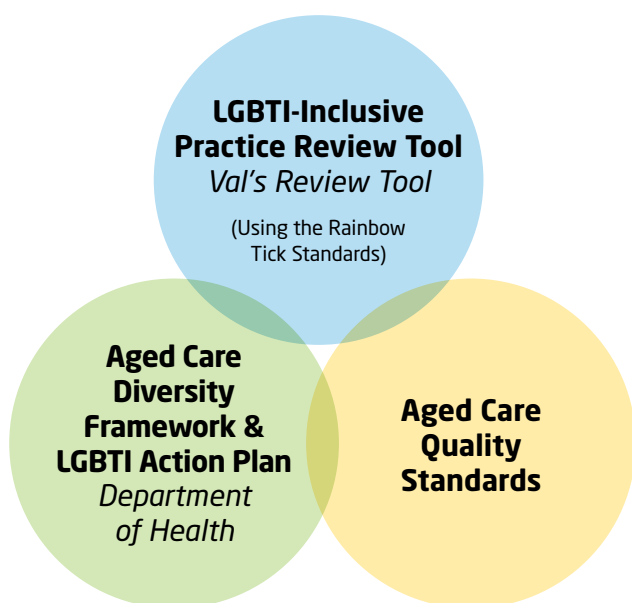 LGBTI-Inclusive
Practice Review Tool
Val's Review Tool
(Using the Rainbow
Tick Standards)
Aged Care
Diversity
Framework &
LGBTI Action Plan
Department
of Health
Aged Care
Quality
Standards